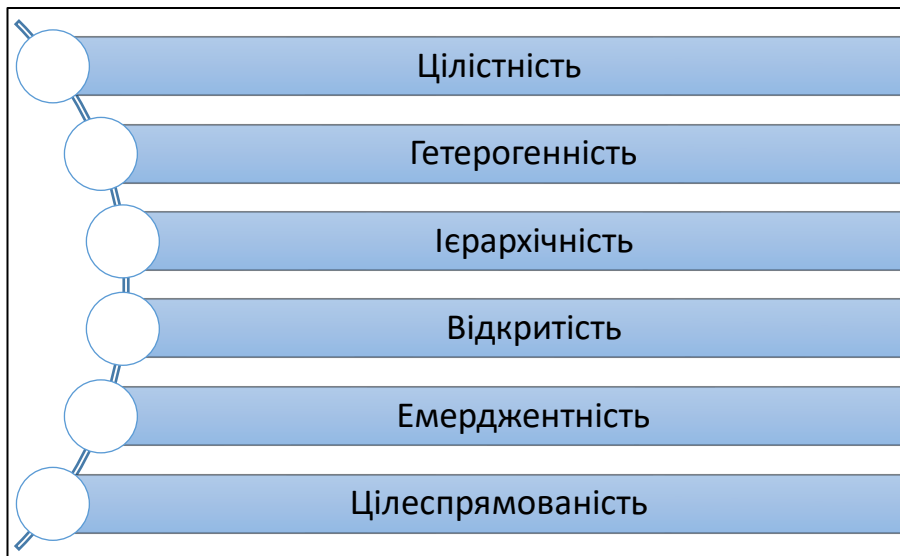 Цілістність
Гетерогенність
Ієрархічність
Відкритість
Емерджентність
Цілеспрямованість